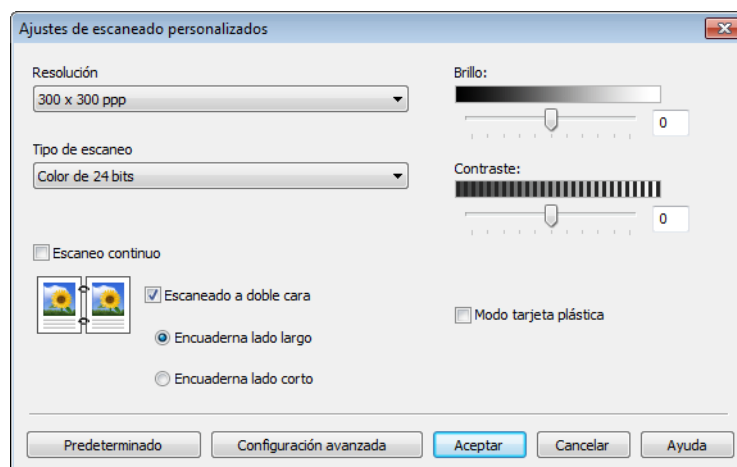 Ajustes de escaneado personalizados
Resolución
300 x 300 ppp
Tipo de escaneo
Color de 24 bits
Escaneo continuo
Escaneado a doble cara
Encuaderna lado largo
Encuaderna lado corto
Brillo:
0
Contraste:
0
Modo tarjeta plástica
Predeterminado
Configuración avanzada
Aceptar
Cancelar
Ayuda